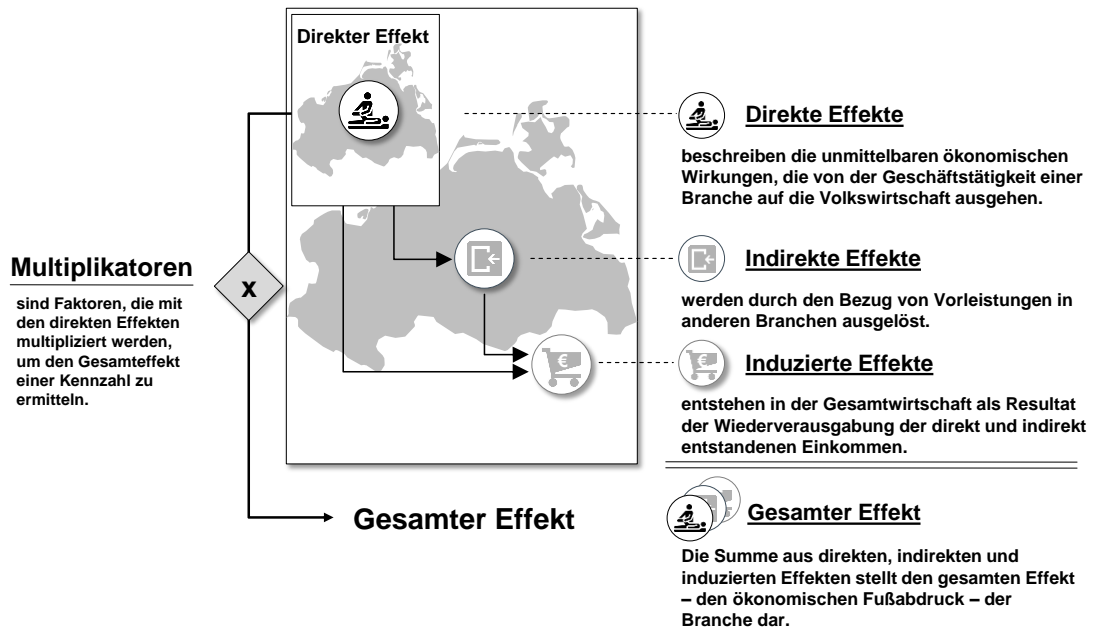 Direkter Effekt
Multiplikatoren
sind Faktoren, die mit
den direkten Effekten
multipliziert werden,
um den Gesamteffekt
einer Kennzahl zu
ermitteln.
x
€
Gesamter Effekt
Direkte Effekte
beschreiben die unmittelbaren ökonomischen
Wirkungen, die von der Geschäftstätigkeit einer
Branche auf die Volkswirtschaft ausgehen.
Indirekte Effekte
werden durch den Bezug von Vorleistungen in
anderen Branchen ausgelöst.
€
Induzierte Effekte
entstehen in der Gesamtwirtschaft als Resultat
der Wiederverausgabung der direkt und indirekt
entstandenen Einkommen.
Gesamter Effekt
Die Summe aus direkten, indirekten und
induzierten Effekten stellt den gesamten Effekt
– den ökonomischen Fußabdruck – der
Branche dar.